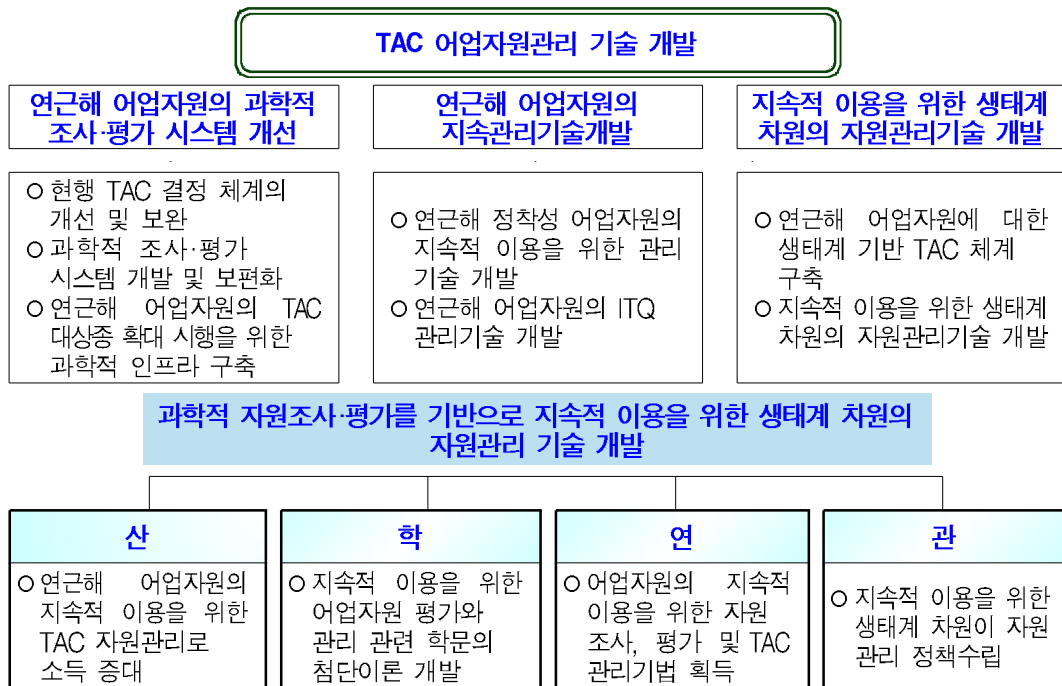 TAC 어업자원관리 기술 개발
연근해 어업자원의 과학적
조사·평가 시스템 개선
연근해 어업자원의
지속관리기술개발
지속적 이용을 위한 생태계
차원의 자원관리기술 개발
○ 현행 TAC 결정 체계의
개선 및 보완
○ 과학적 조사·평가
시스템 개발 및 보편화
○ 연근해 어업자원의 TAC
대상종 확대 시행을 위한
과학적 인프라 구축
○ 연근해 정착성 어업자원의
지속적 이용을 위한 관리
기술 개발
○ 연근해 어업자원의 ITQ
관리기술 개발
○ 연근해 어업자원에 대한
생태계 기반 TAC 체계
구축
○ 지속적 이용을 위한 생태계
차원의 자원관리기술 개발
과학적 자원조사·평가를 기반으로 지속적 이용을 위한 생태계 차원의
자원관리 기술 개발
산
○ 연근해 어업자원의
지속적 이용을 위한
TAC 자원관리로
소득 증대
학
○ 지속적 이용을 위한
어업자원 평가와
관리 관련 학문의
첨단이론 개발
연
○ 어업자원의 지속적
이용을 위한 자원
조사, 평가 및 TAC
관리기법 획득
관
○ 지속적 이용을 위한
생태계 차원이 자원
관리 정책수립